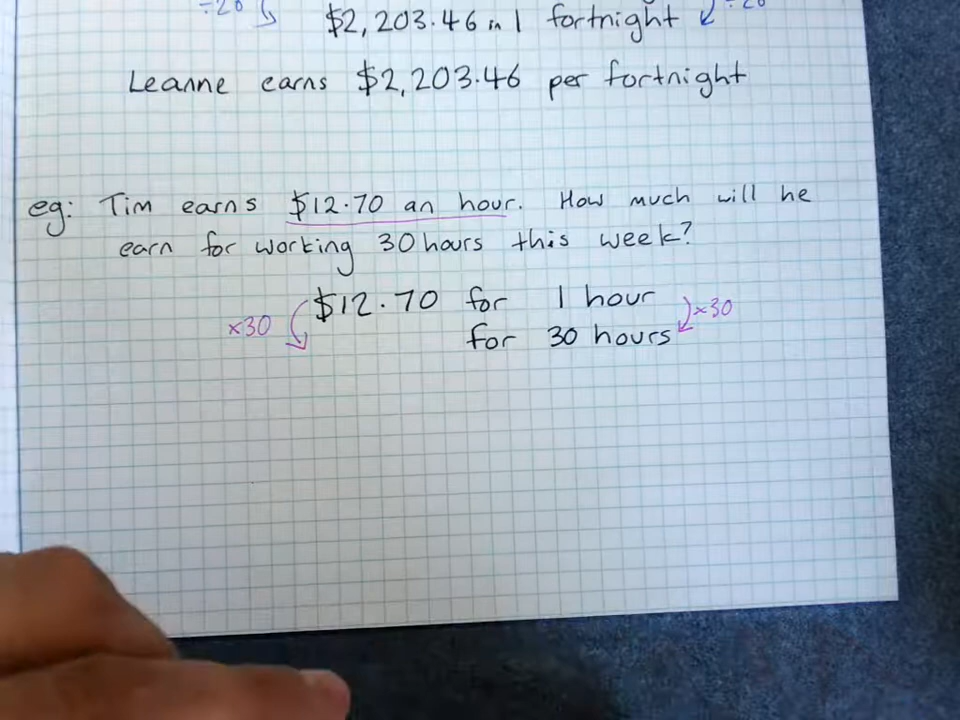 ÷26
÷26
$2,203.46 in 1 fortnight
Leanne earns $2,203.46 per fortnight
eg: Tim earns $12.70 an hour. How much will he
earn for working 30 hours this week?
$12.70 for 1 hour
×30
×30
for 30 hours